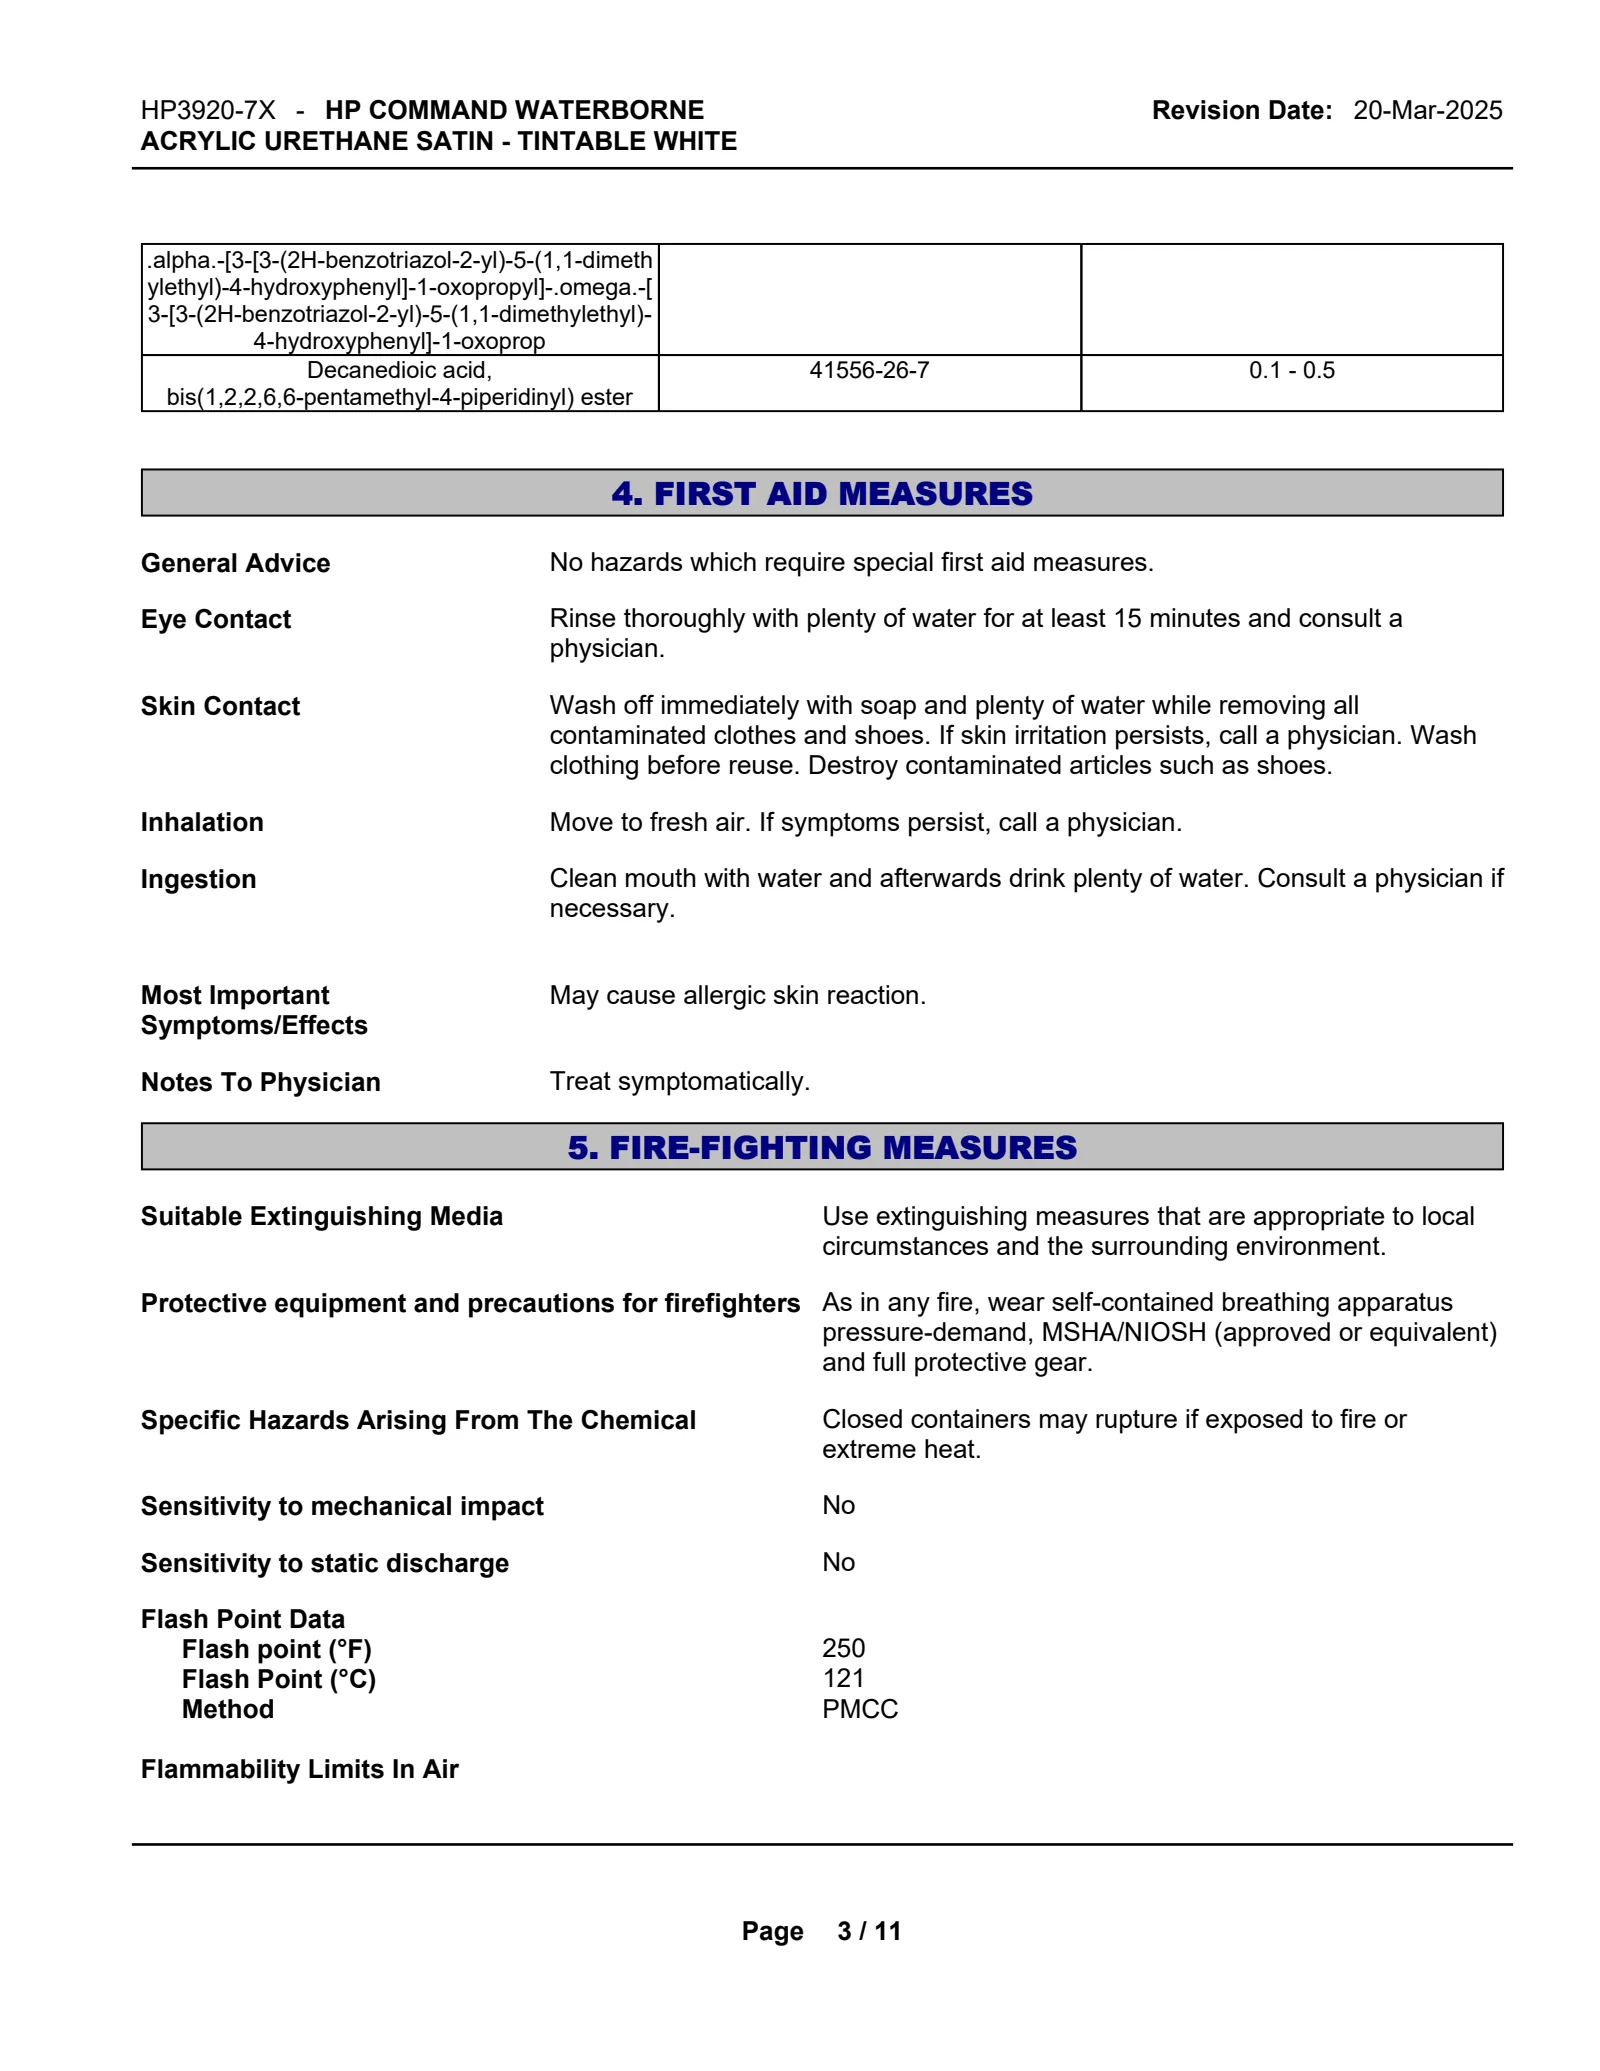 HP3920-7X - HP COMMAND WATERBORNE
ACRYLIC URETHANE SATIN - TINTABLE WHITE
Revision Date: 20-Mar-2025
.alpha.-[3-[3-(2H-benzotriazol-2-yl)-5-(1,1-dimeth
ylethyl)-4-hydroxyphenyl]-1-oxopropyl]-.omega.-[
3-[3-(2H-benzotriazol-2-yl)-5-(1,1-dimethylethyl)-
4-hydroxyphenyl]-1-oxoprop
Decanedioic acid,
bis(1,2,2,6,6-pentamethyl-4-piperidinyl) ester
41556-26-7
0.1 - 0.5
4. FIRST AID MEASURES
General Advice
No hazards which require special first aid measures.
Eye Contact
Rinse thoroughly with plenty of water for at least 15 minutes and consult a
physician.
Skin Contact
Wash off immediately with soap and plenty of water while removing all
contaminated clothes and shoes. If skin irritation persists, call a physician. Wash
clothing before reuse. Destroy contaminated articles such as shoes.
Inhalation
Move to fresh air. If symptoms persist, call a physician.
Ingestion
Clean mouth with water and afterwards drink plenty of water. Consult a physician if
necessary.
Most Important
Symptoms/Effects
May cause allergic skin reaction.
Notes To Physician
Treat symptomatically.
5. FIRE-FIGHTING MEASURES
Suitable Extinguishing Media
Use extinguishing measures that are appropriate to local
circumstances and the surrounding environment.
Protective equipment and precautions for firefighters
As in any fire, wear self-contained breathing apparatus
pressure-demand, MSHA/NIOSH (approved or equivalent)
and full protective gear.
Specific Hazards Arising From The Chemical
Closed containers may rupture if exposed to fire or
extreme heat.
Sensitivity to mechanical impact
No
Sensitivity to static discharge
No
Flash Point Data
Flash point (°F)
250
Flash Point (°C)
121
Method
PMCC
Flammability Limits In Air
Page 3 / 11